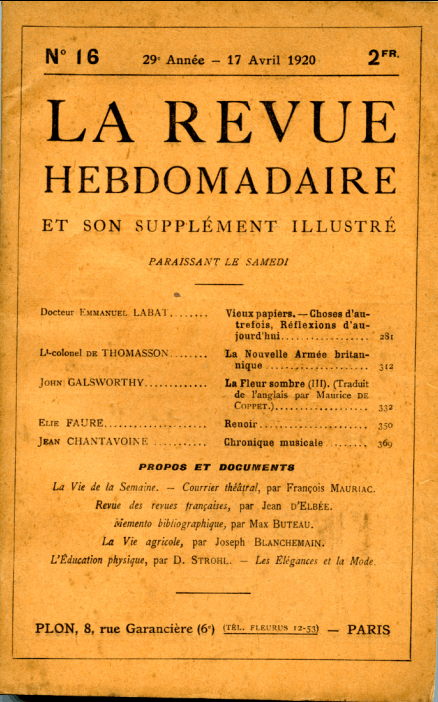 N° 16 29e Année — 17 Avril 1920 2FR.
LA REVUE
HEBDOMADAIRE
ET SON SUPPLÉMENT ILLUSTRÉ
PARAISSANT LE SAMEDI
Docteur EMMANUEL LABAT........ Vieux papiers. — Choses d'au-
trefois, Réflexions d'au-
jourd'hui.................. 281
Lt-colonel DE THOMASSON........ La Nouvelle Armée britan-
nique...................... 312
JOHN GALSWORTHY............. La Fleur sombre (III). (Traduit
de l'anglais par Maurice DE
COPPET.)................... 332
ELIE FAURE..................... Renoir...................... 350
JEAN CHANTAVOINE ........... Chronique musicale ....... 369
PROPOS ET DOCUMENTS
La Vie de la Semaine. — Courrier théâtral, par François MAURIAC.
Revue des revues françaises, par Jean D'ELBÉE.
Memento bibliographique, par Max BUTEAU.
La Vie agricole, par Joseph BLANCHEMAIN.
L'Éducation physique, par D. STROHL. — Les Élégances et la Mode.
PLON, 8, rue Garancière (6e) (TÉL. FLEURUS 12-53) — PARIS